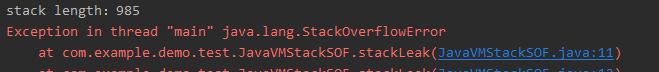 stack length：985
Exception in thread "main" java.lang.StackOverflowError
at com.example.demo.test.JavaVMStackSOF.stackLeak(JavaVMStackSOF.java:11)